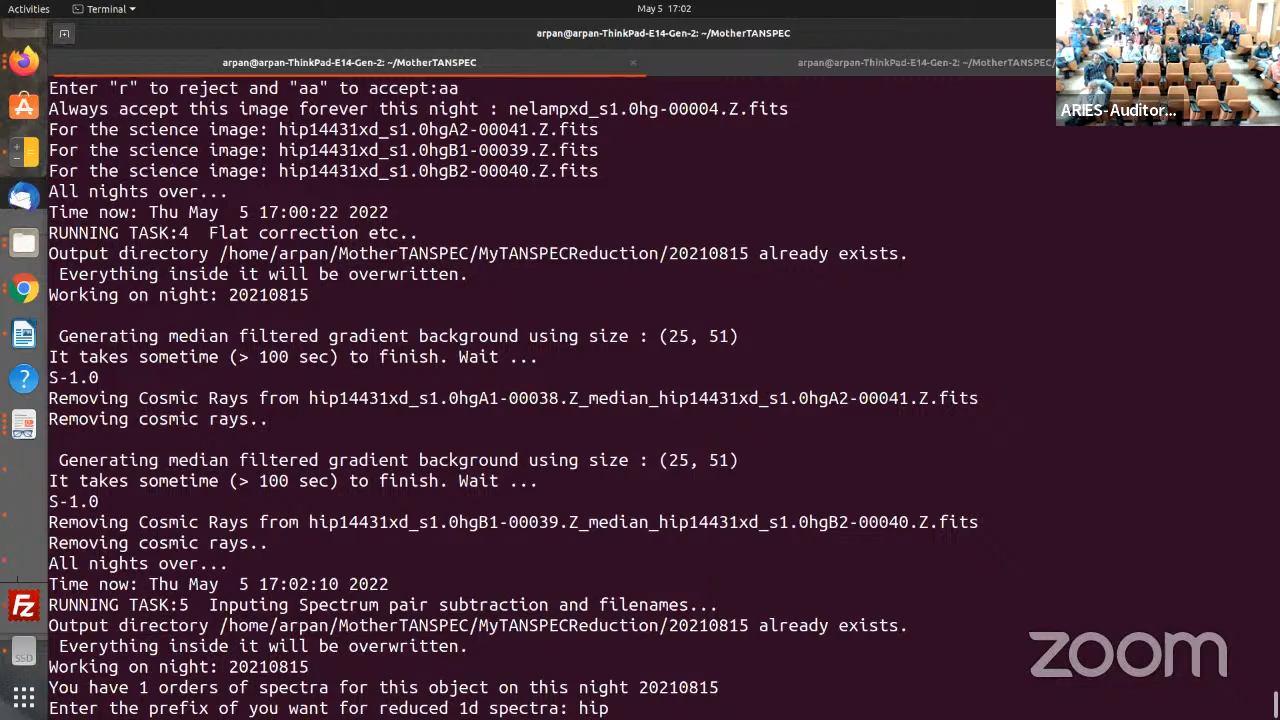 Activities
Terminal
May 5 17:02
arpan@arpan-ThinkPad-E14-Gen-2: ~/MotherTANSPEC
arpan@arpan-ThinkPad-E14-Gen-2: ~/MotherTANSPEC
arpan@arpan-ThinkPad-E14-Gen-2: ~/MotherTANSPEC/
ARIES-Auditor...
Enter "r" to reject and "aa" to accept:aa
Always accept this image forever this night : nelampxd_s1.0hg-00004.Z.fits
For the science image: hip14431xd_s1.0hgA2-00041.Z.fits
For the science image: hip14431xd_s1.0hgB1-00039.Z.fits
For the science image: hip14431xd_s1.0hgB2-00040.Z.fits
All nights over...
Time now: Thu May  5 17:00:22 2022
RUNNING TASK:4  Flat correction etc..
Output directory /home/arpan/MotherTANSPEC/MyTANSPECReduction/20210815 already exists.
 Everything inside it will be overwritten.
Working on night: 20210815
 Generating median filtered gradient background using size : (25, 51)
It takes sometime (> 100 sec) to finish. Wait ...
S-1.0
Removing Cosmic Rays from hip14431xd_s1.0hgA1-00038.Z_median_hip14431xd_s1.0hgA2-00041.Z.fits
Removing cosmic rays..
 Generating median filtered gradient background using size : (25, 51)
It takes sometime (> 100 sec) to finish. Wait ...
S-1.0
Removing Cosmic Rays from hip14431xd_s1.0hgB1-00039.Z_median_hip14431xd_s1.0hgB2-00040.Z.fits
Removing cosmic rays..
All nights over...
Time now: Thu May  5 17:02:10 2022
RUNNING TASK:5  Inputing Spectrum pair subtraction and filenames...
Output directory /home/arpan/MotherTANSPEC/MyTANSPECReduction/20210815 already exists.
 Everything inside it will be overwritten.
Working on night: 20210815
You have 1 orders of spectra for this object on this night 20210815
Enter the prefix of you want for reduced 1d spectra: hip
Fz
SSD
zoom